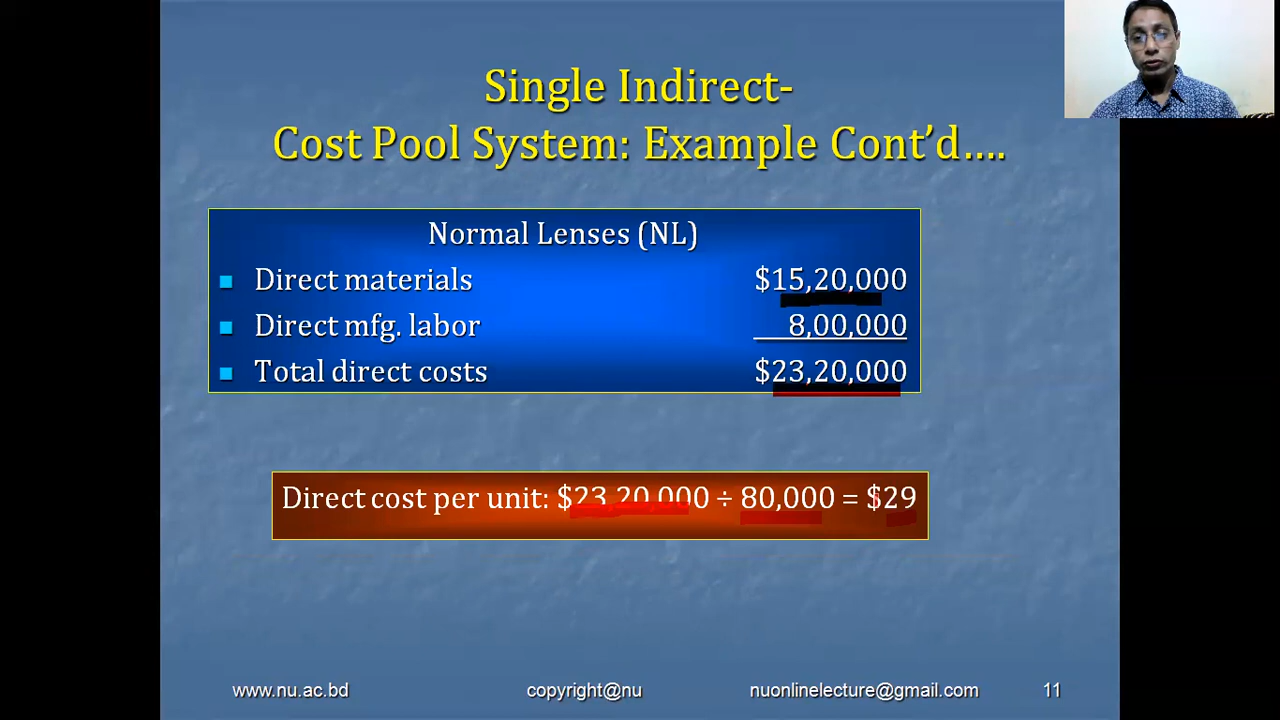 Single Indirect-
Cost Pool System: Example Cont’d....
Normal Lenses (NL)
Direct materials $15,20,000
Direct mfg. labor 8,00,000
Total direct costs $23,20,000
Direct cost per unit: $23,20,000 ÷ 80,000 = $29
www.nu.ac.bd copyright@nu nuonlinelecture@gmail.com 11